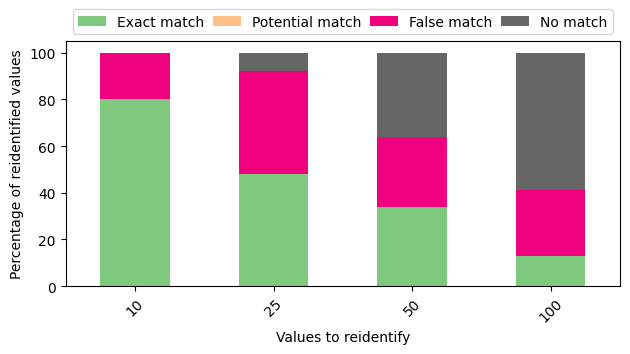 Exact match Potential match False match No match
Percentage of reidentified values
100
80
60
40
20
0
10 25 50 100
Values to reidentify